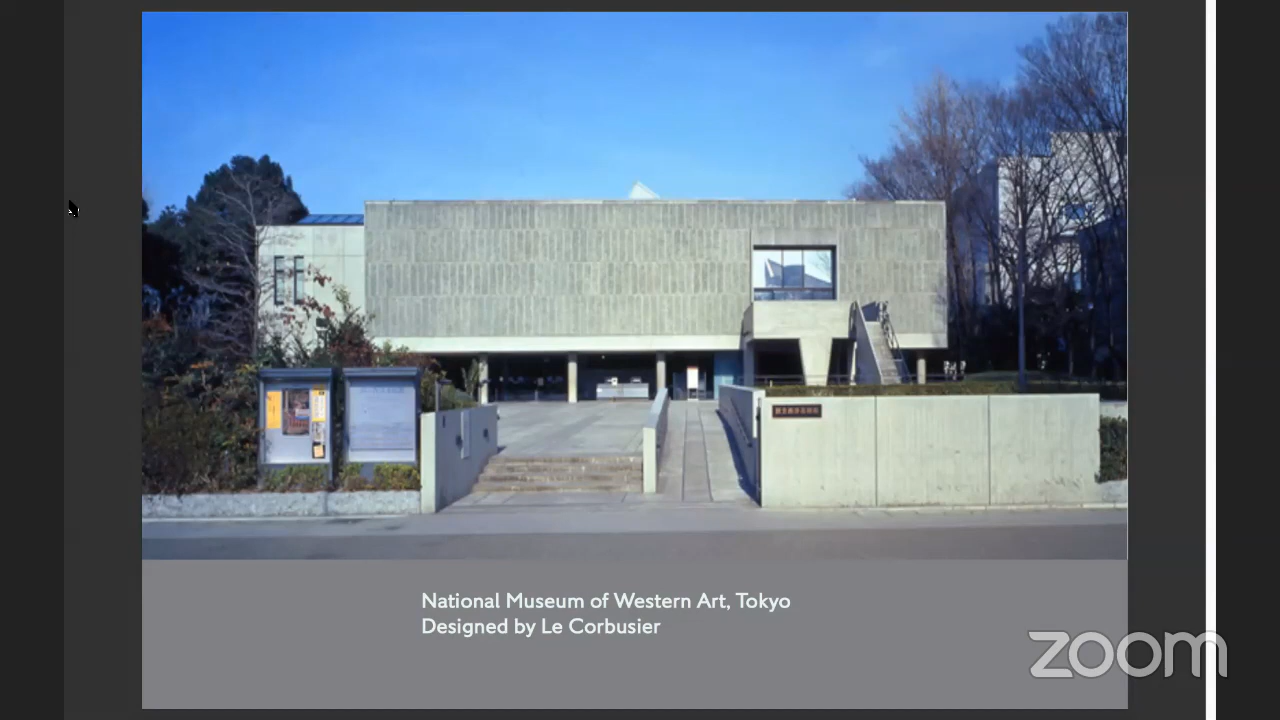 National Museum of Western Art, Tokyo
Designed by Le Corbusier
zoom